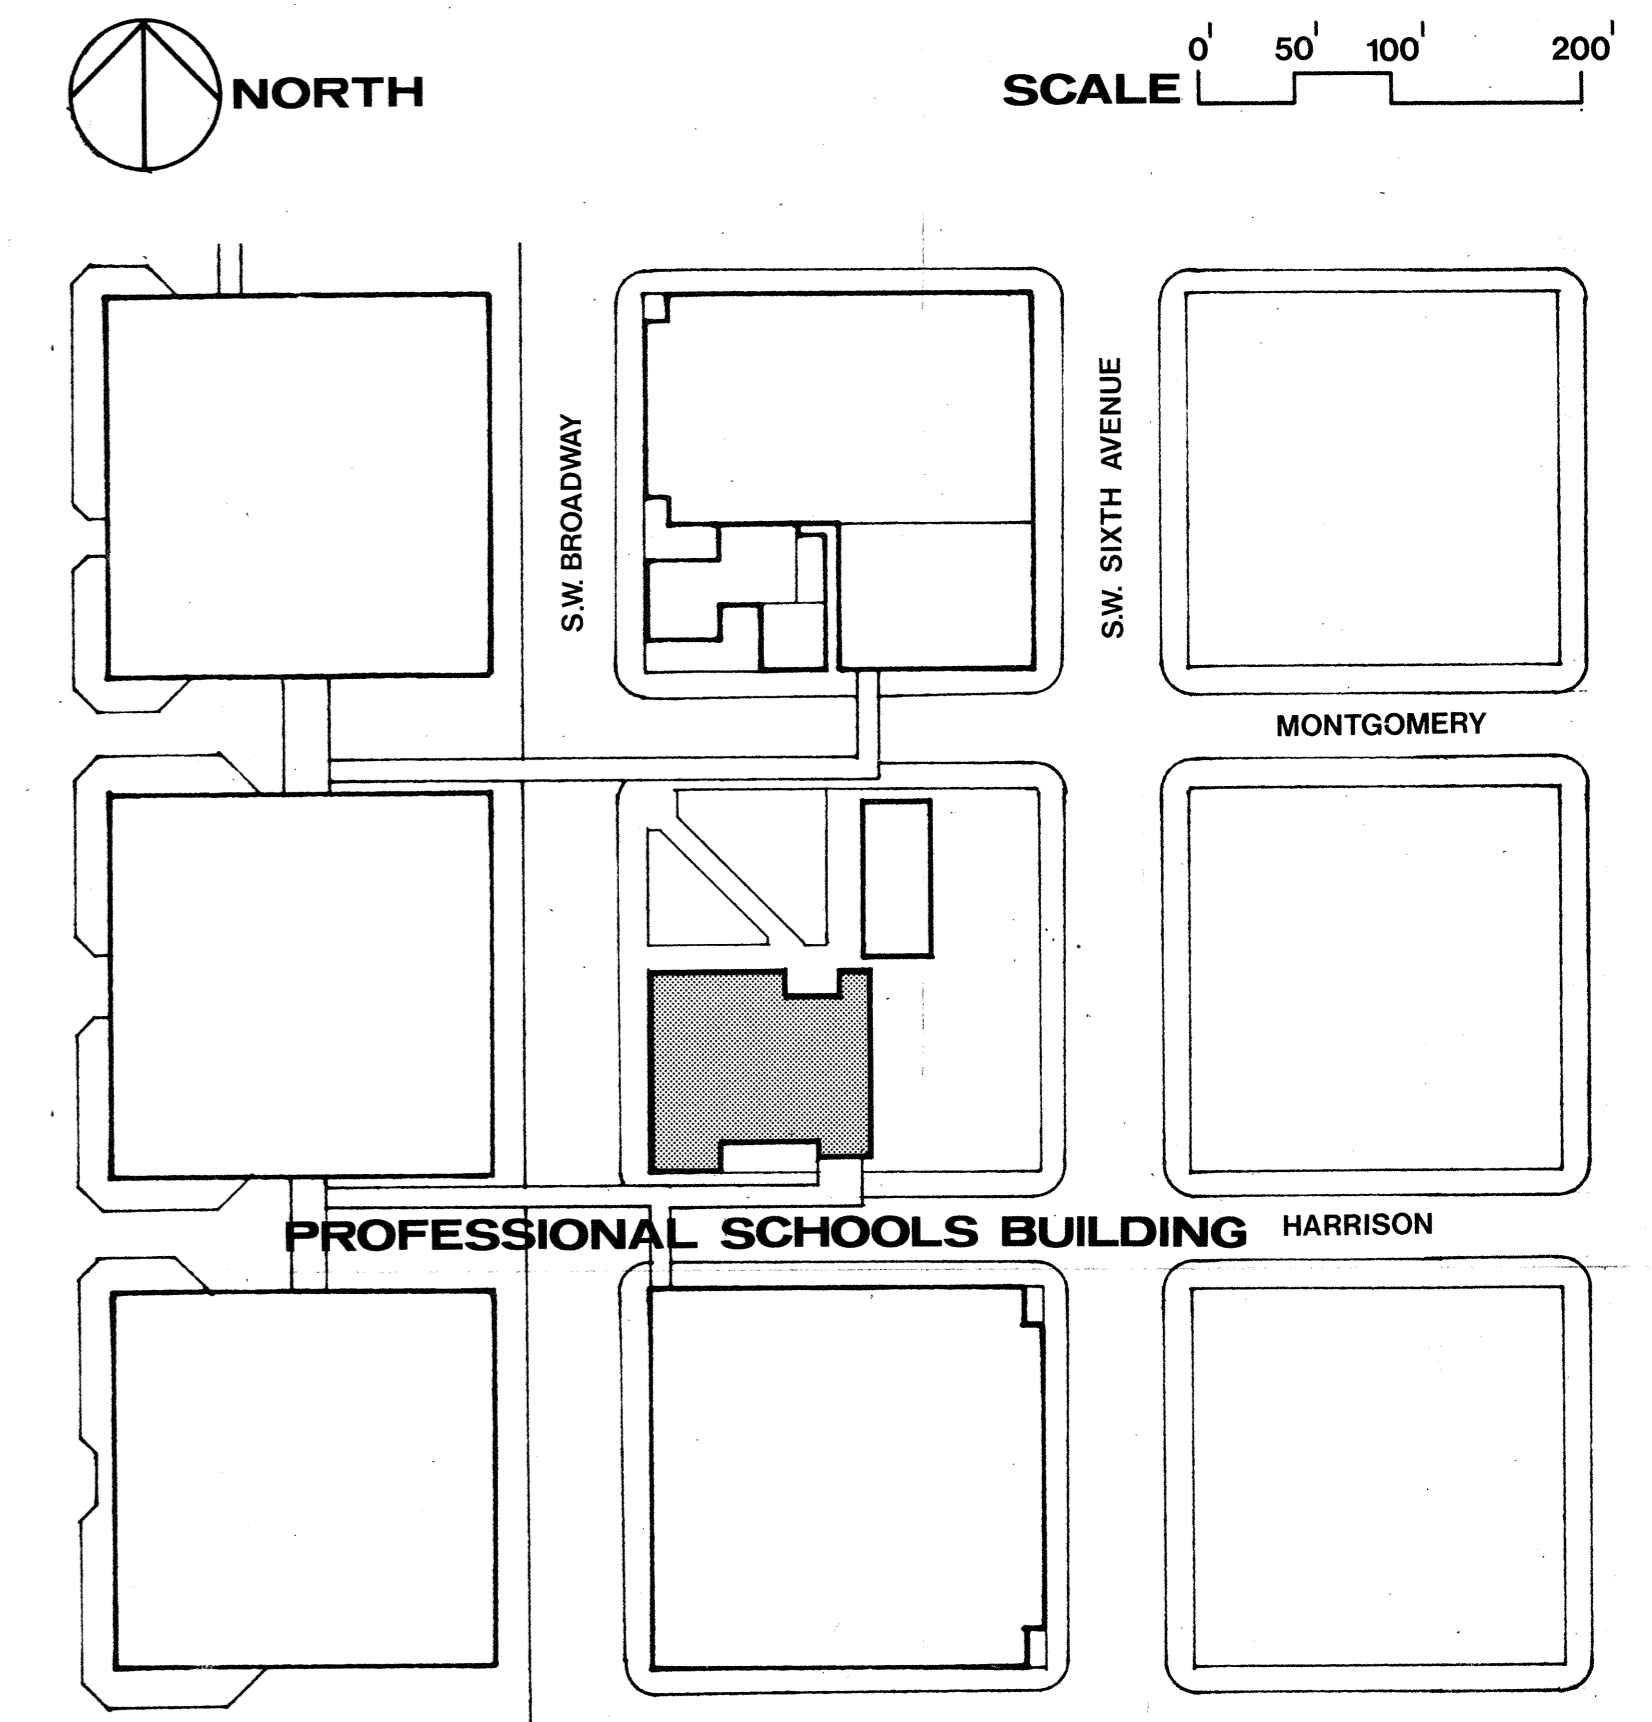 NORTH
SCALE
0' 50' 100' 200'
S.W. BROADWAY
S.W. SIXTH AVENUE
MONTGOMERY
PROFESSIONAL SCHOOLS BUILDING
HARRISON